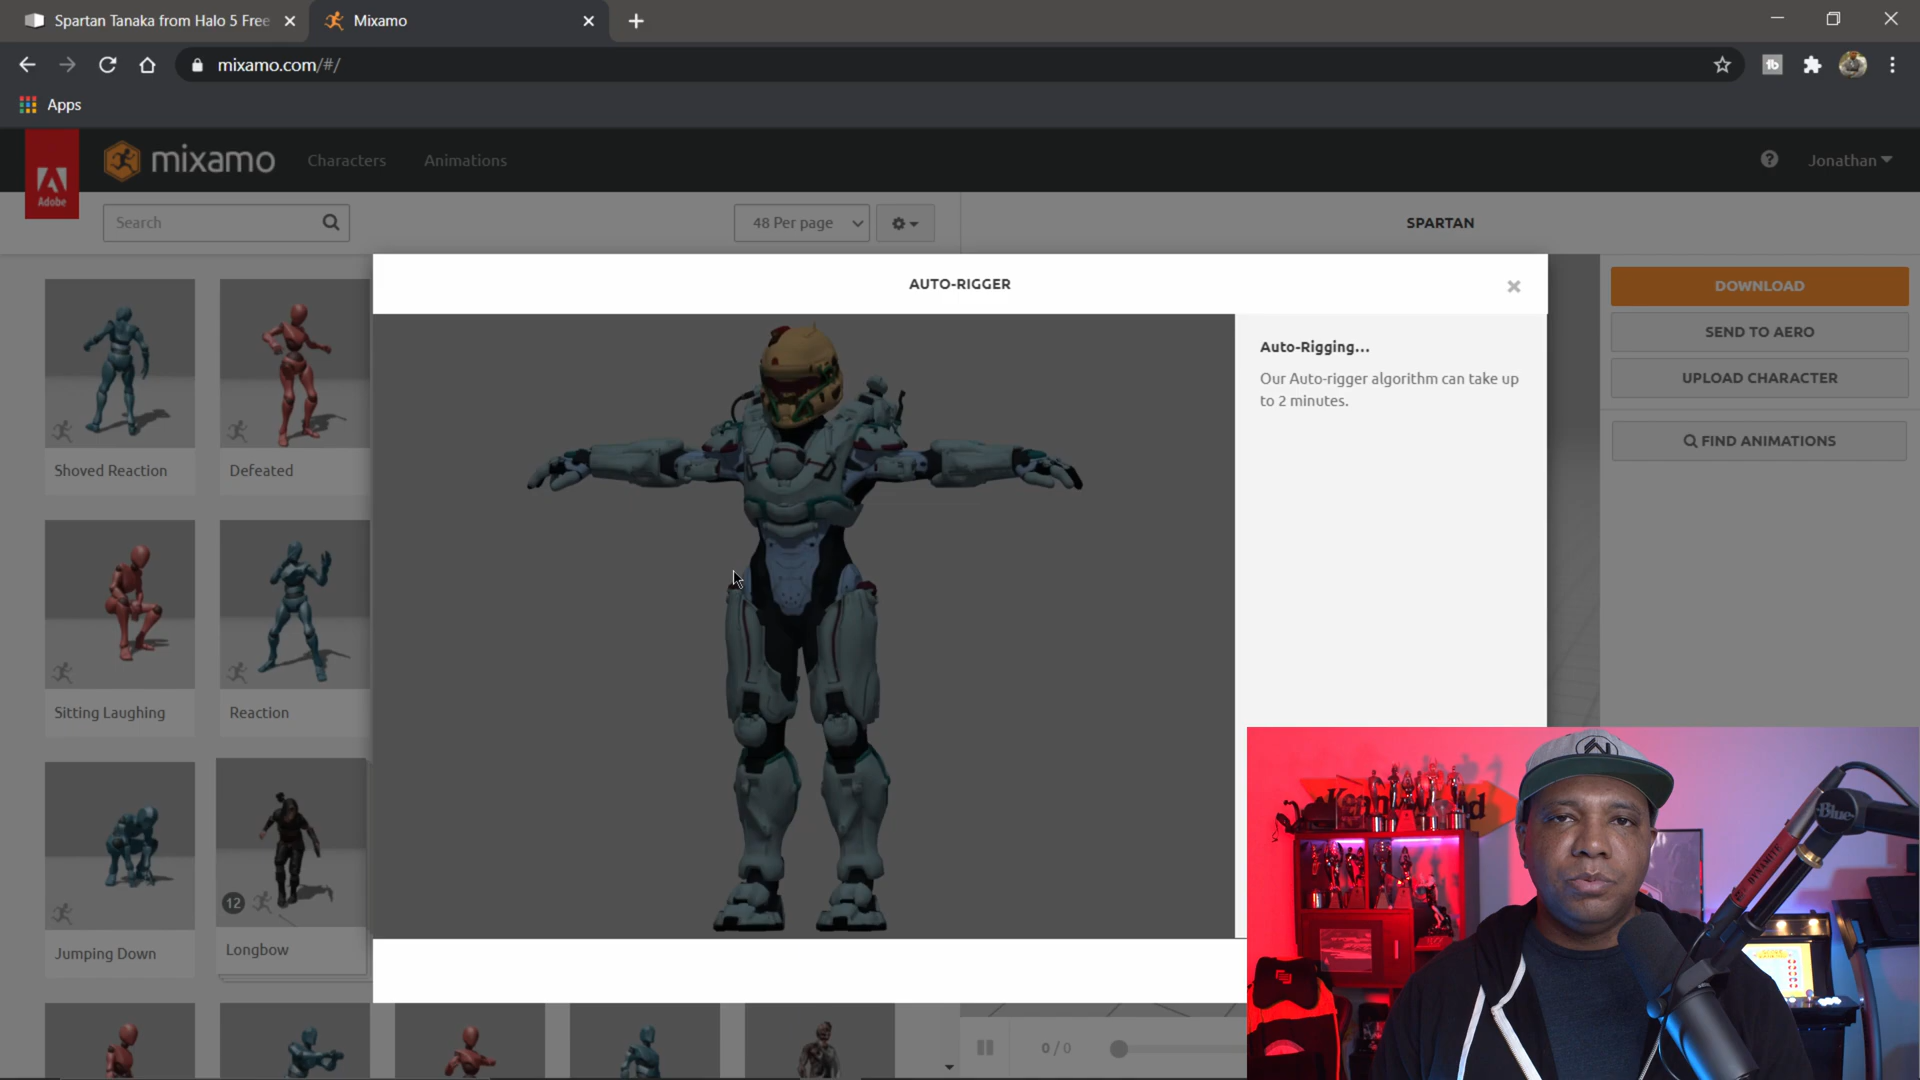 Spartan Tanaka from Halo 5 Free
Mixamo
mixamo.com/#/
Apps
Adobe
mixamo
Characters
Animations
Jonathan
Search
48 Per page
SPARTAN
AUTO-RIGGER
Auto-Rigging...
Our Auto-rigger algorithm can take up
to 2 minutes.
DOWNLOAD
SEND TO AERO
UPLOAD CHARACTER
FIND ANIMATIONS
Shoved Reaction
Defeated
Sitting Laughing
Reaction
12
Jumping Down
Longbow
0 / 0
Blue